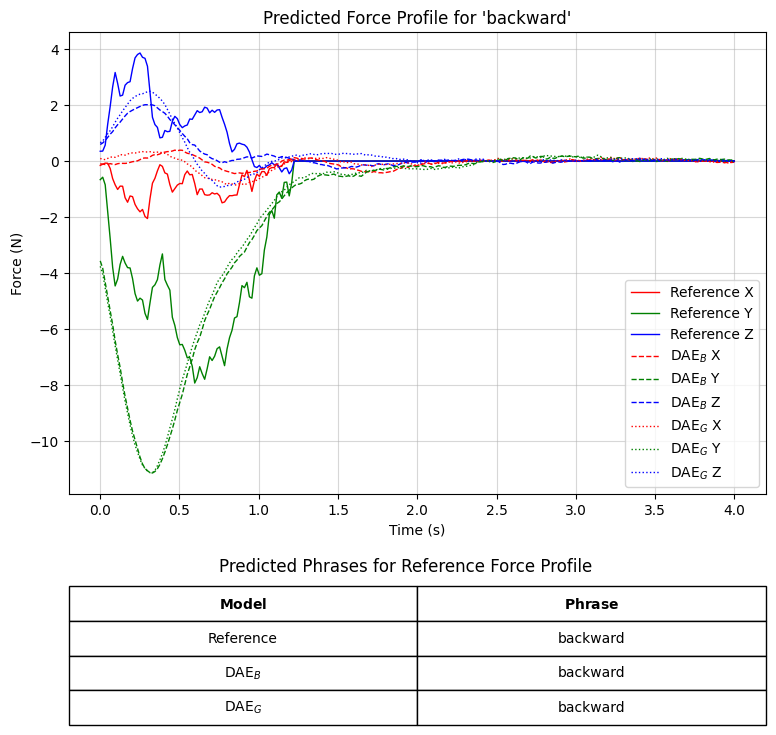 Predicted Force Profile for 'backward'
Force (N)
4
2
0
−2
−4
−6
−8
−10
Reference X
Reference Y
Reference Z
DAE_B X
DAE_B Y
DAE_B Z
DAE_G X
DAE_G Y
DAE_G Z
0.0 0.5 1.0 1.5 2.0 2.5 3.0 3.5 4.0
Time (s)
Predicted Phrases for Reference Force Profile
Model Phrase
Reference backward
DAE_B backward
DAE_G backward